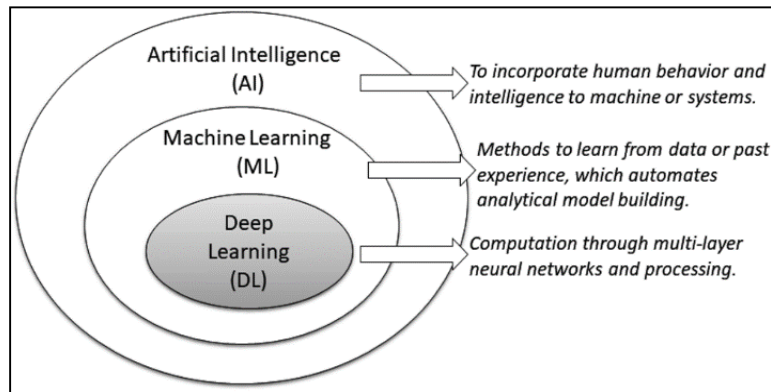 Artificial Intelligence
(AI)
To incorporate human behavior and
intelligence to machine or systems.
Machine Learning
(ML)
Methods to learn from data or past
experience, which automates
analytical model building.
Deep
Learning
(DL)
Computation through multi-layer
neural networks and processing.